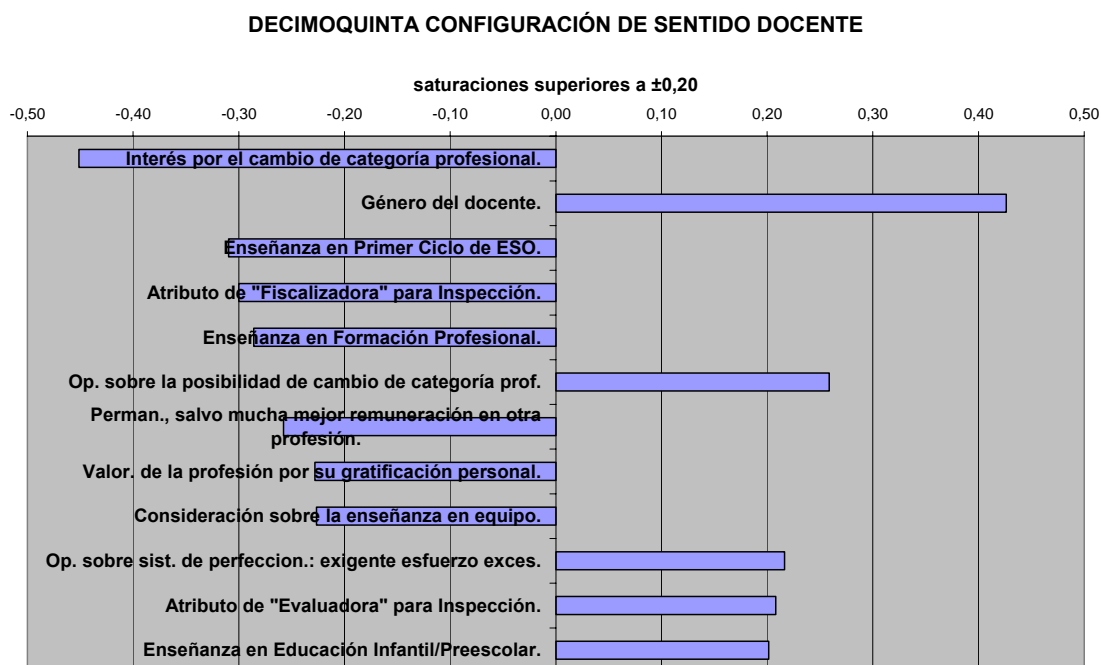 DECIMOQUINTA CONFIGURACIÓN DE SENTIDO DOCENTE
saturaciones superiores a ±0,20
-0,50 -0,40 -0,30 -0,20 -0,10 0,00 0,10 0,20 0,30 0,40 0,50
Interés por el cambio de categoría profesional.
Género del docente.
Enseñanza en Primer Ciclo de ESO.
Atributo de "Fiscalizadora" para Inspección.
Enseñanza en Formación Profesional.
Op. sobre la posibilidad de cambio de categoría prof.
Perman., salvo mucha mejor remuneración en otra
profesión.
Valor. de la profesión por su gratificación personal.
Consideración sobre la enseñanza en equipo.
Op. sobre sist. de perfeccion.: exigente esfuerzo exces.
Atributo de "Evaluadora" para Inspección.
Enseñanza en Educación Infantil/Preescolar.